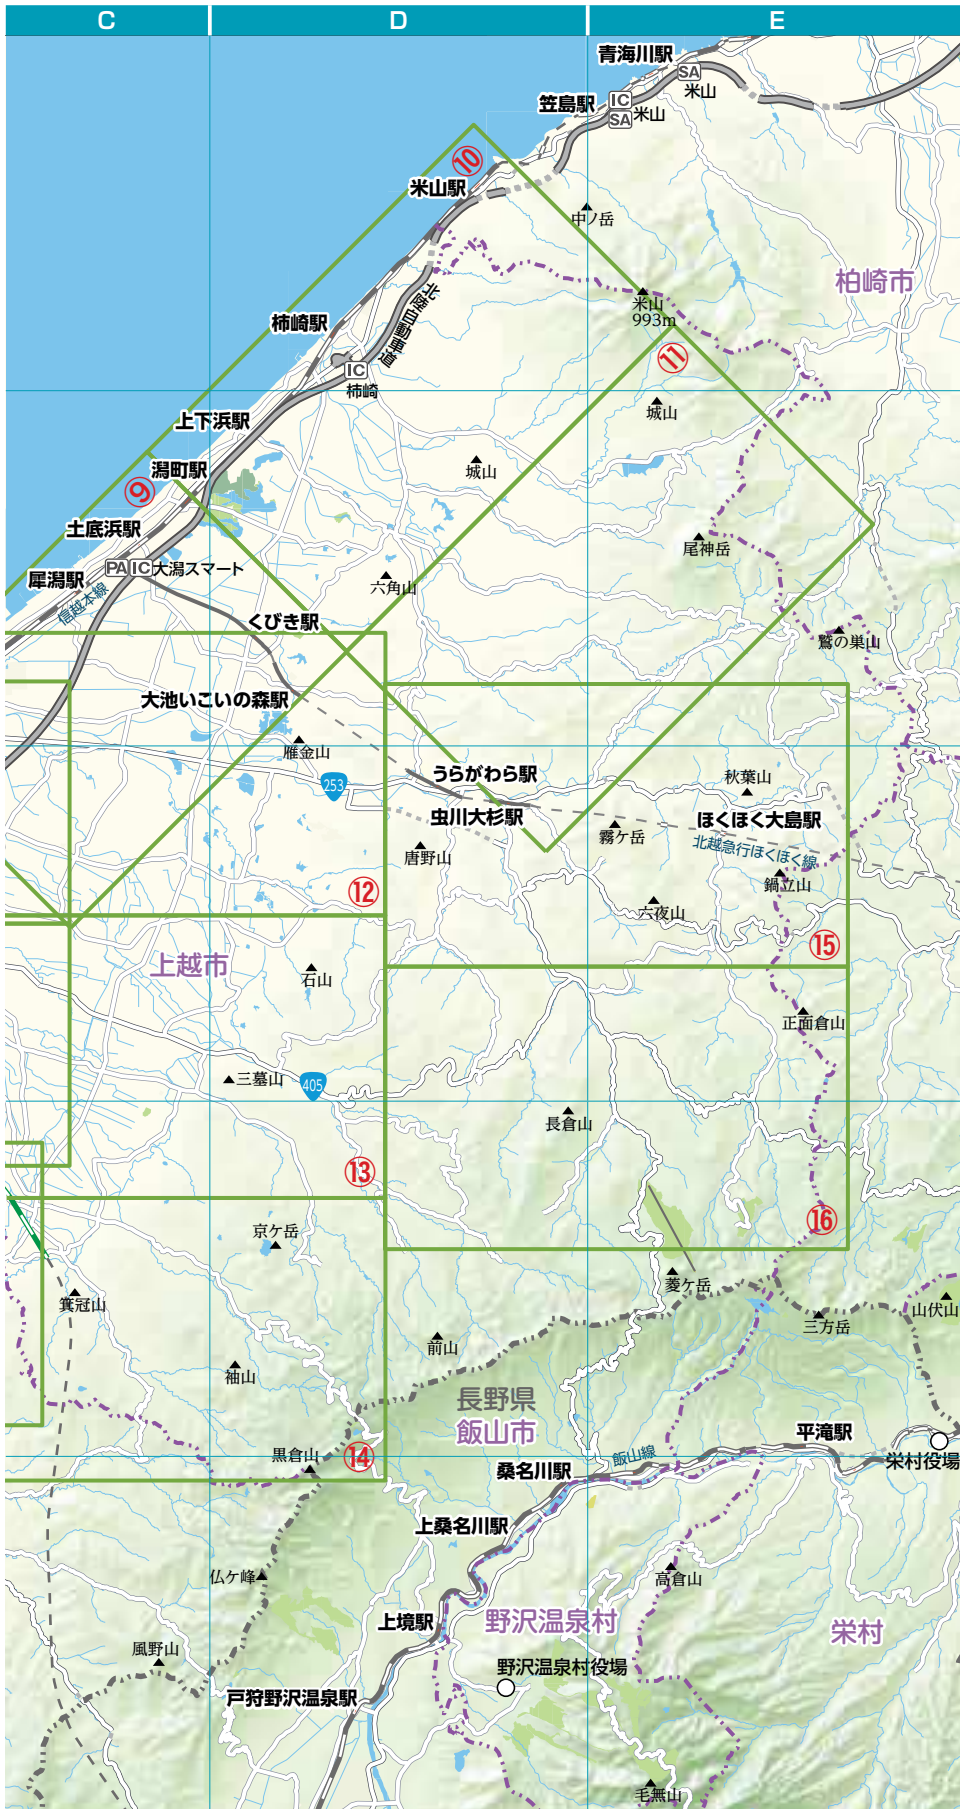 C
D
E
青海川駅
SA
米山
笠島駅
IC
SA
米山
⑩
米山駅
中ノ岳
柏崎市
米山
993m
北陸自動車道
柿崎駅
⑪
IC
柿崎
城山
上下浜駅
潟町駅
城山
⑨
土底浜駅
尾神岳
PA
IC
大潟スマート
犀潟駅
六角山
信越本線
くびき駅
鷲の巣山
大池いこいの森駅
雁金山
うらがわら駅
秋葉山
253
虫川大杉駅
ほくほく大島駅
霧ケ岳
北越急行ほくほく線
唐野山
鍋立山
⑫
六夜山
⑮
上越市
石山
正面倉山
三墓山
405
長倉山
⑬
⑯
京ケ岳
菱ケ岳
箕冠山
山伏山
三方岳
前山
袖山
長野県
飯山市
平滝駅
黒倉山
⑭
飯山線
栄村役場
桑名川駅
上桑名川駅
仏ケ峰
高倉山
上境駅
野沢温泉村
栄村
風野山
野沢温泉村役場
戸狩野沢温泉駅
毛無山